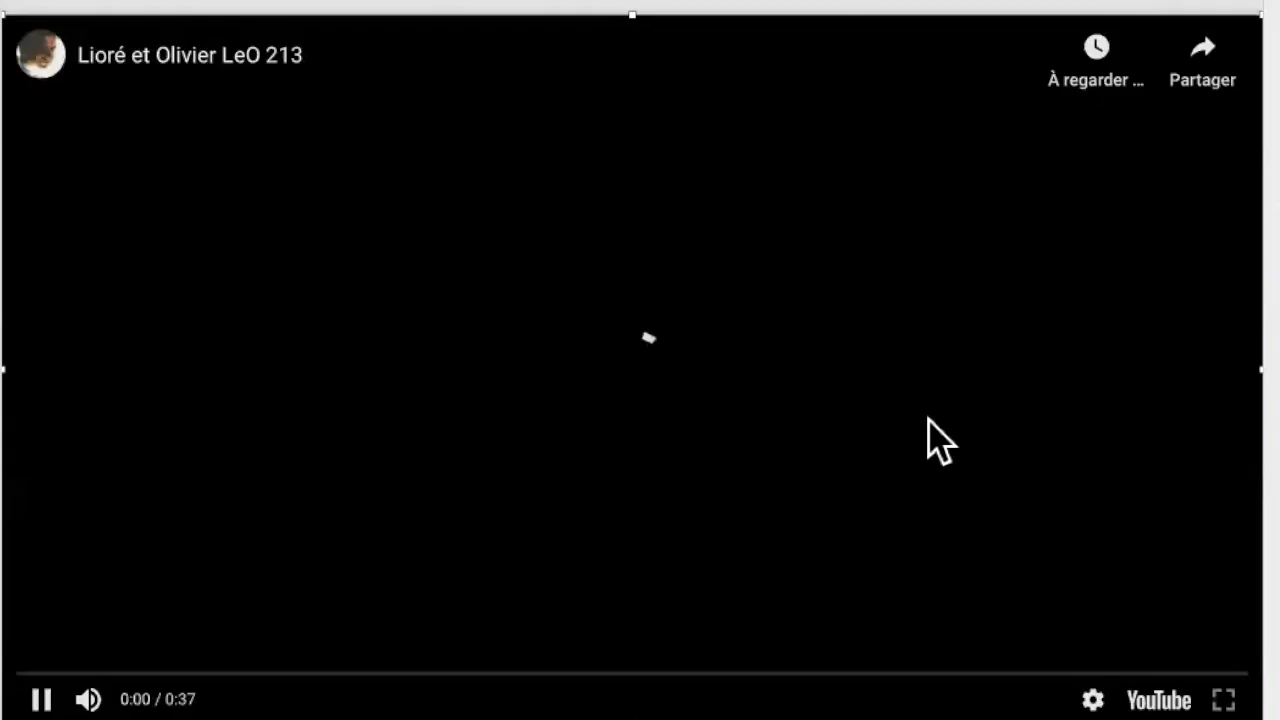 Lioré et Olivier LeO 213
À regarder ...
Partager
0:00 / 0:37
YouTube